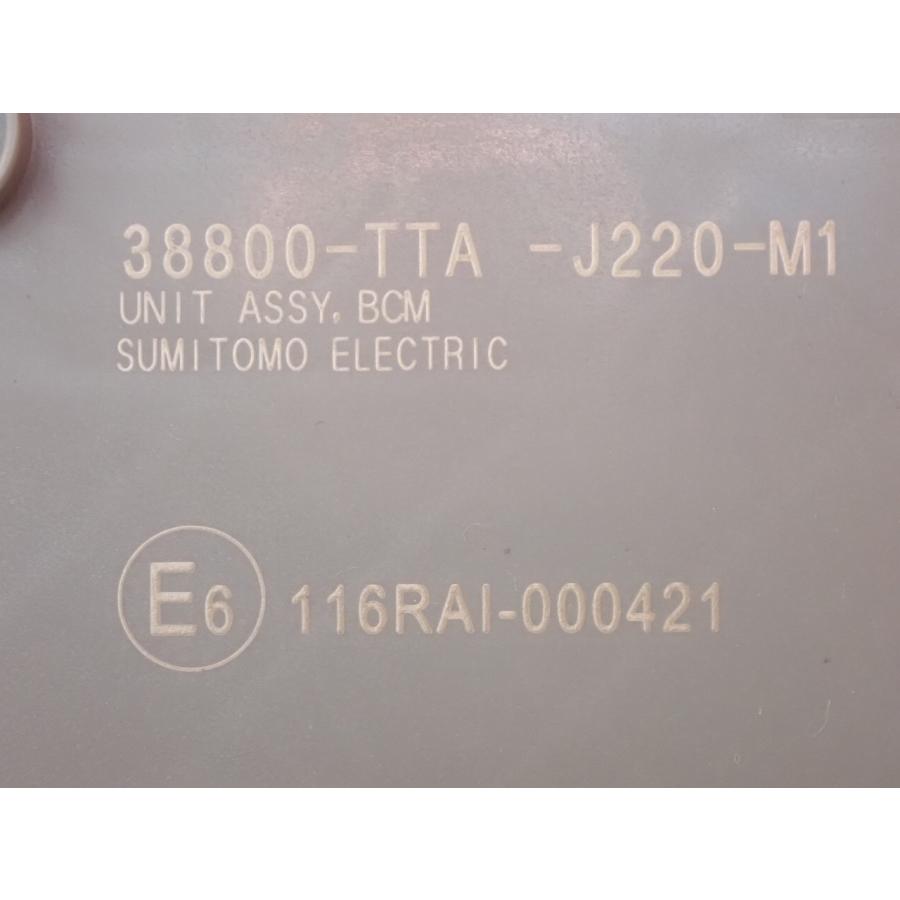 38800-TTA -J220-M1
UNIT ASSY, BCM
SUMITOMO ELECTRIC
E6 116RAI-000421